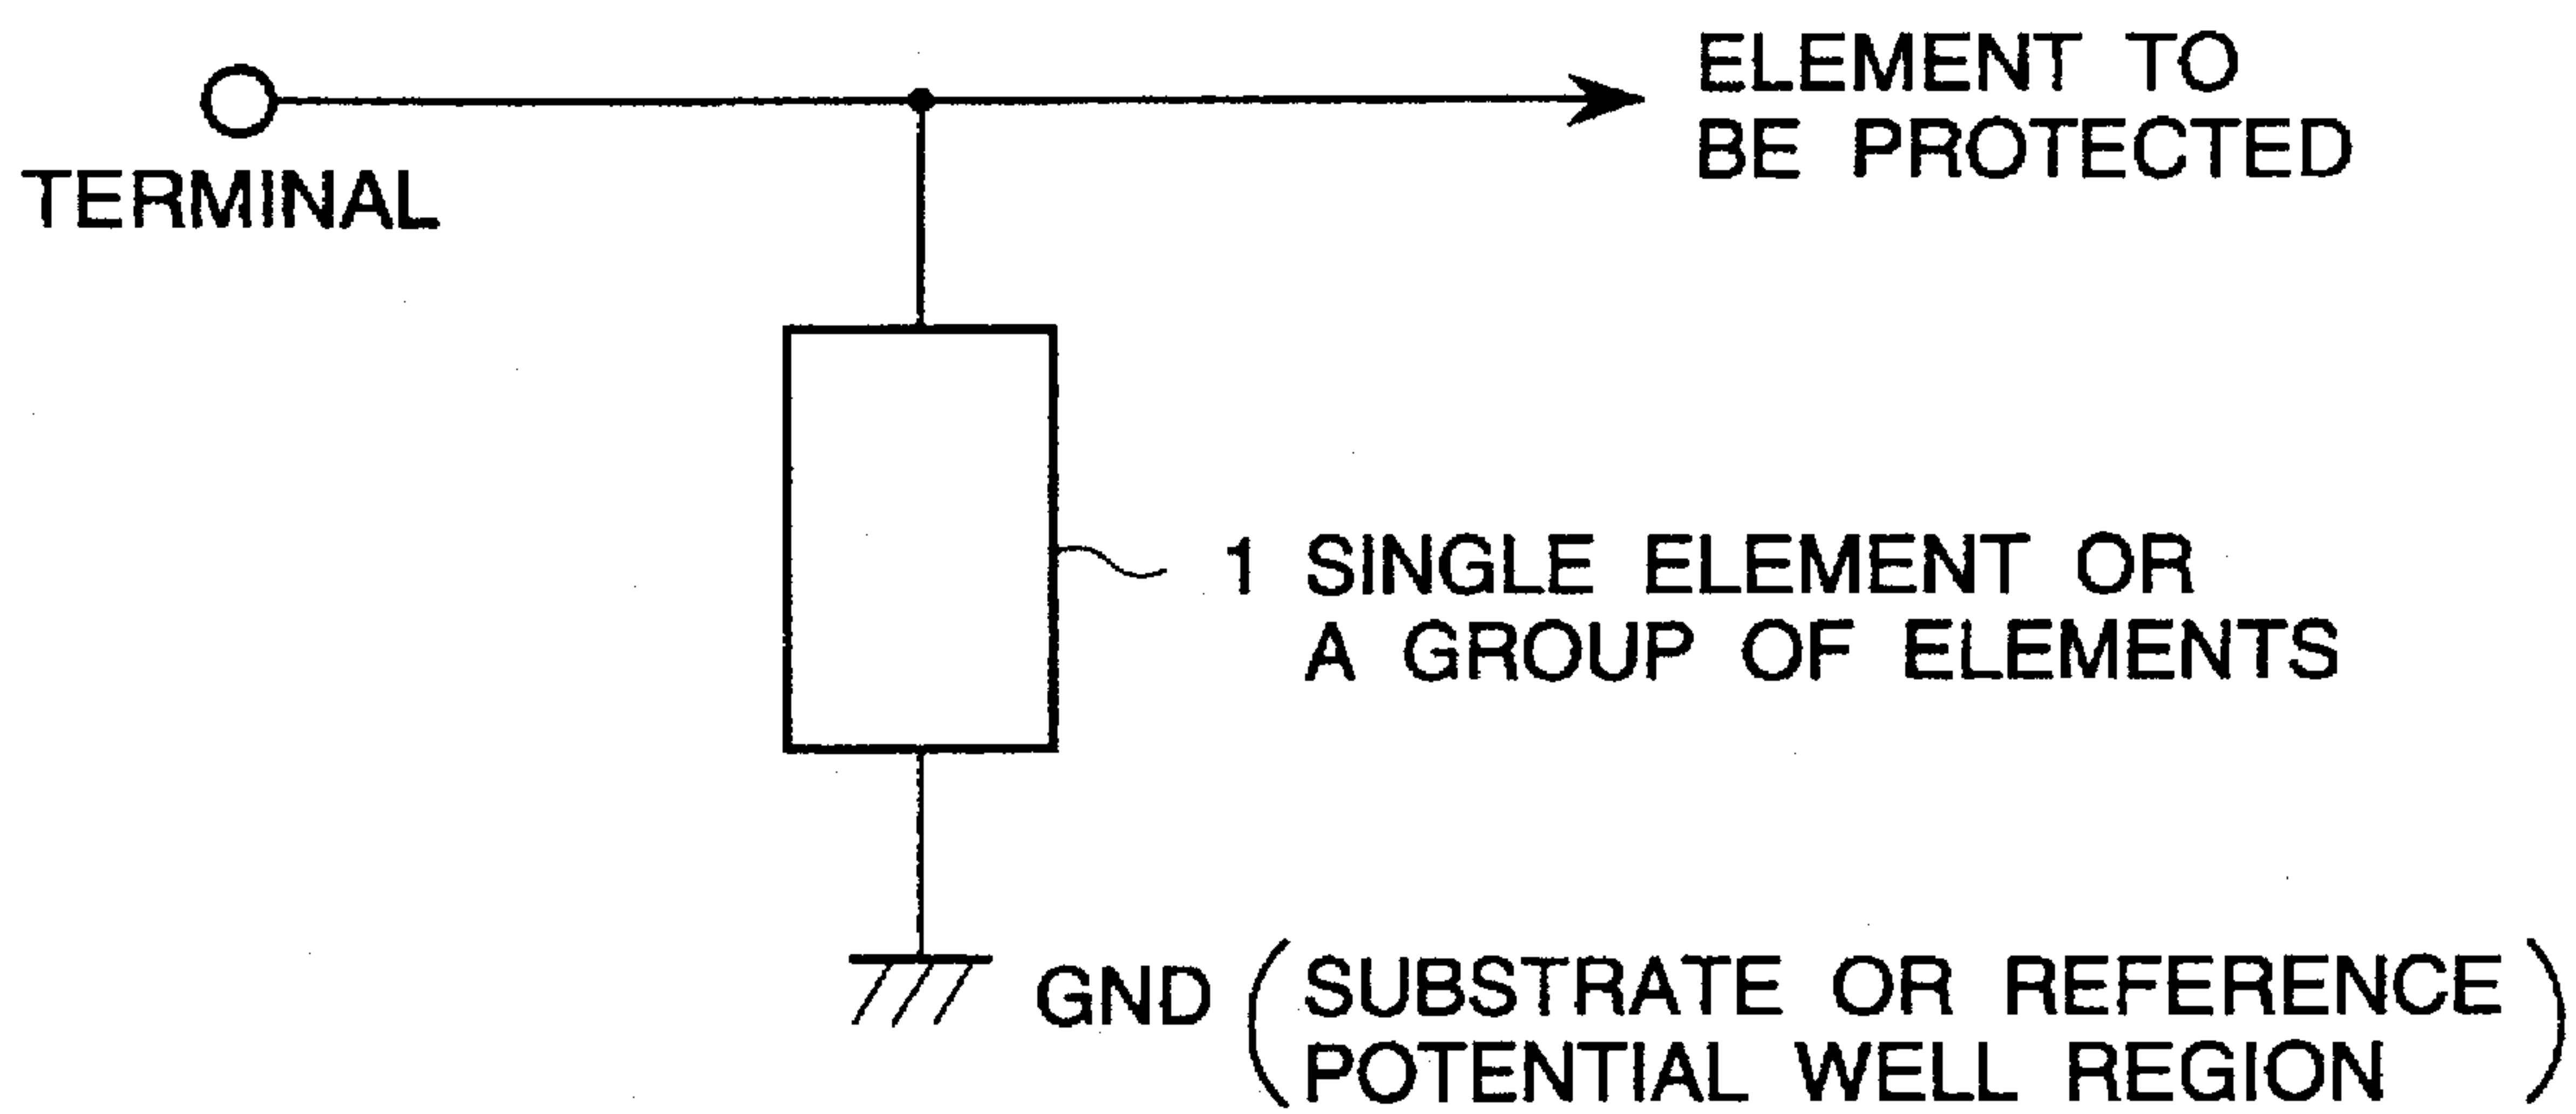 ELEMENT TO
BE PROTECTED
TERMINAL
1 SINGLE ELEMENT OR
A GROUP OF ELEMENTS
GND (SUBSTRATE OR REFERENCE
POTENTIAL WELL REGION)